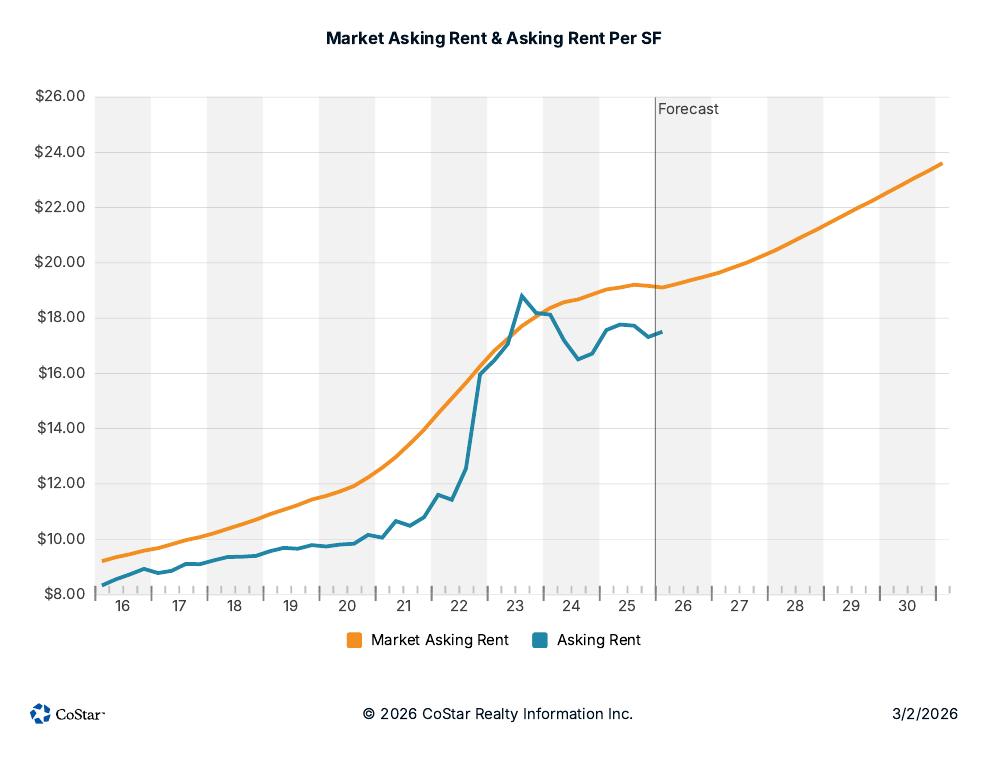 Market Asking Rent & Asking Rent Per SF
$26.00
Forecast
$24.00
$22.00
$20.00
$18.00
$16.00
$14.00
$12.00
$10.00
$8.00
16 17 18 19 20 21 22 23 24 25 26 27 28 29 30
Market Asking Rent Asking Rent
CoStar™ © 2026 CoStar Realty Information Inc. 3/2/2026